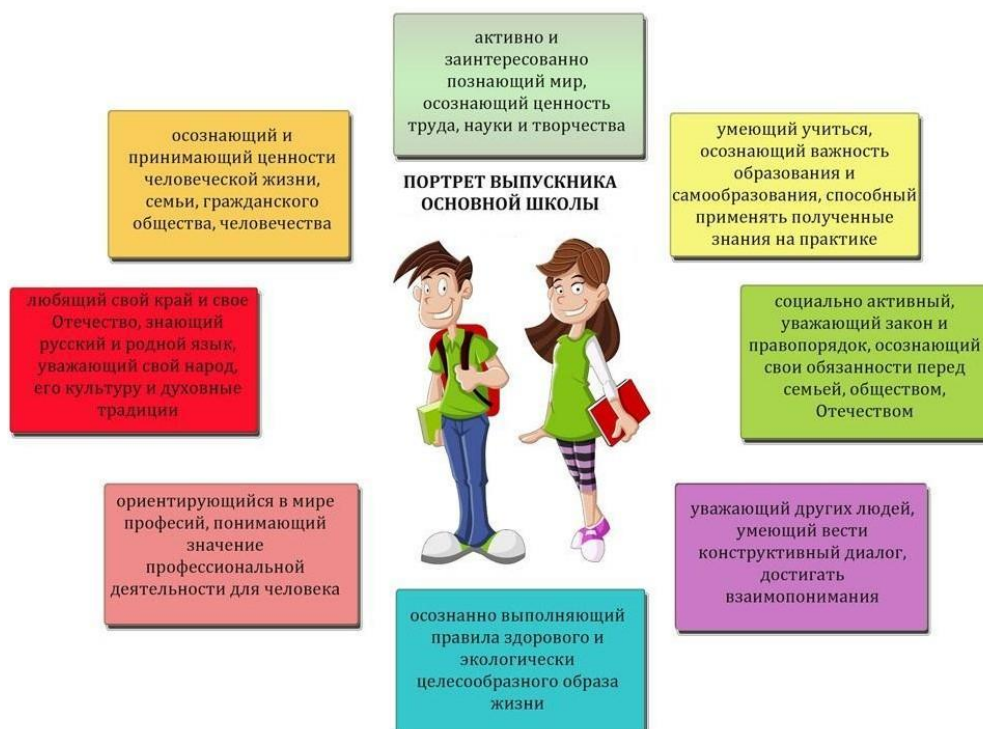 активно и
заинтересованно
познающий мир,
осознающий ценность
труда, науки и творчества
осознающий и
принимающий ценности
человеческой жизни,
семьи, гражданского
общества, человечества
умеющий учиться,
осознающий важность
образования и
самообразования, способный
применять полученные
знания на практике
ПОРТРЕТ ВЫПУСКНИКА
ОСНОВНОЙ ШКОЛЫ
любящий свой край и свое
Отечество, знающий
русский и родной язык,
уважающий свой народ,
его культуру и духовные
традиции
социально активный,
уважающий закон и
правопорядок, осознающий
свои обязанности перед
семьей, обществом,
Отечеством
ориентирующийся в мире
професий, понимающий
значение
профессиональной
деятельности для человека
уважающий других людей,
умеющий вести
конструктивный диалог,
достигать
взаимопонимания
осознанно выполняющий
правила здорового и
экологически
целесообразного образа
жизни